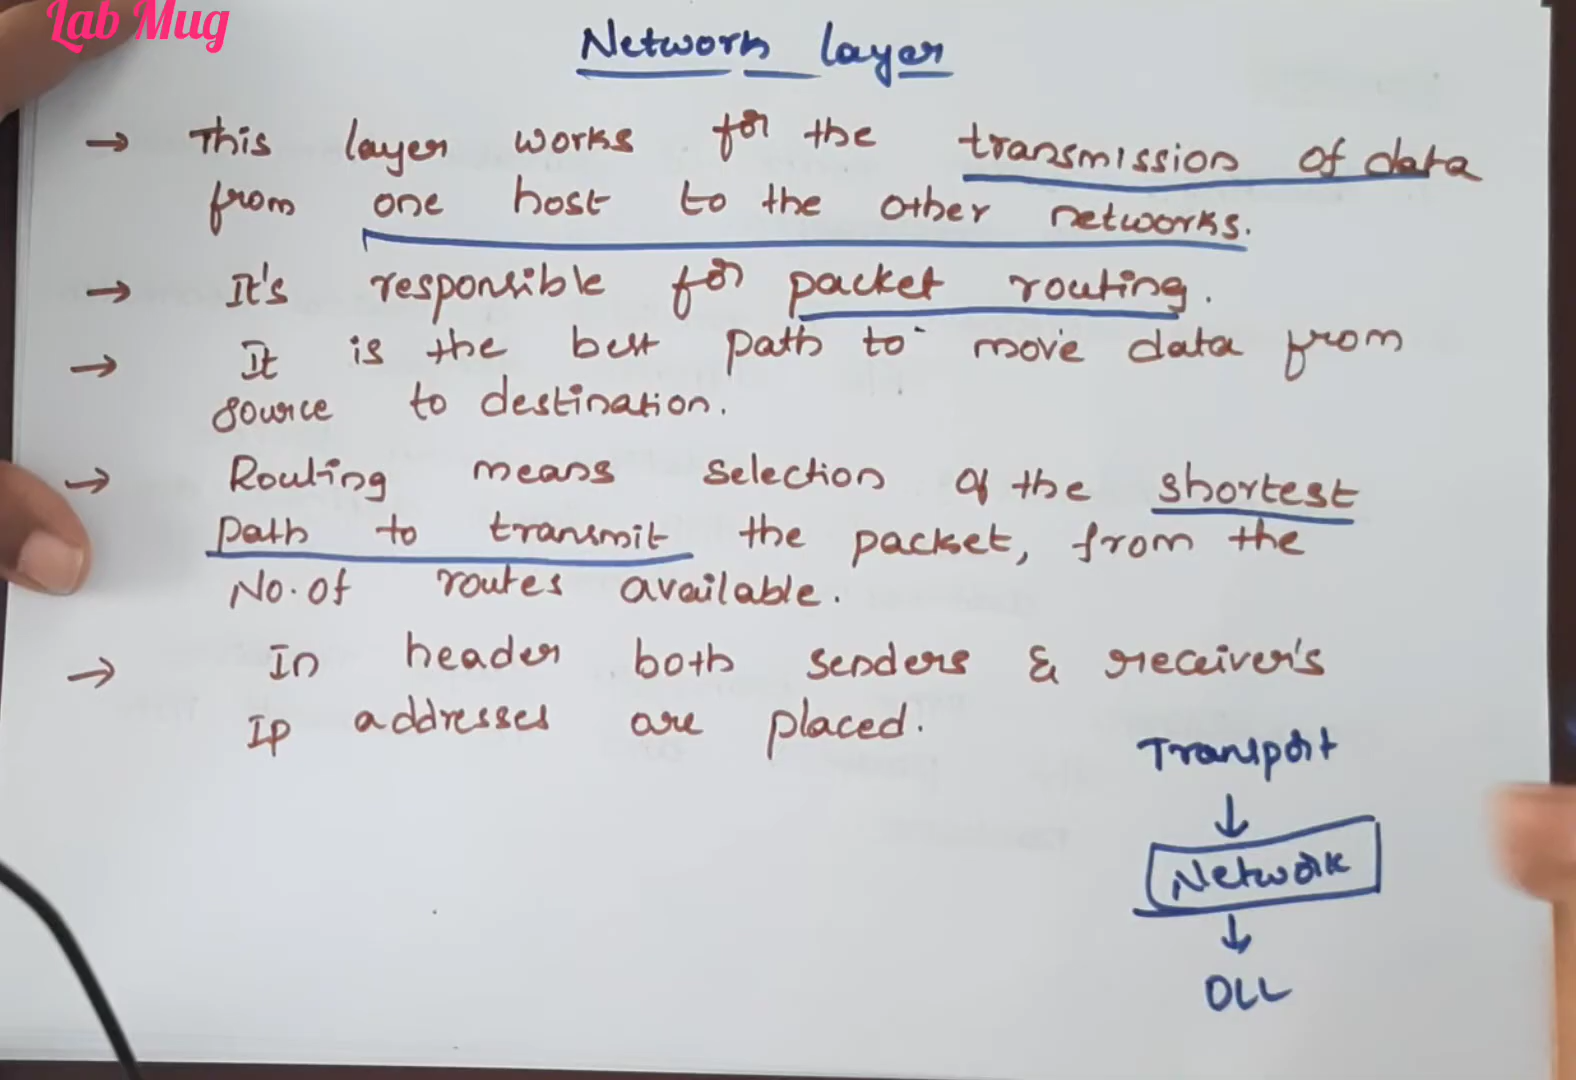 Lab Mug
Network layer
→ This layer works for the transmission of data
from one host to the other networks.
→ It's responsible for packet routing.
→ It is the best path to move data from
source to destination.
→ Routing means selection of the shortest
path to transmit the packet, from the
No. of routes available.
→ In header both senders & receiver's
Ip addresses are placed.
Transport
↓
Network
↓
DLL